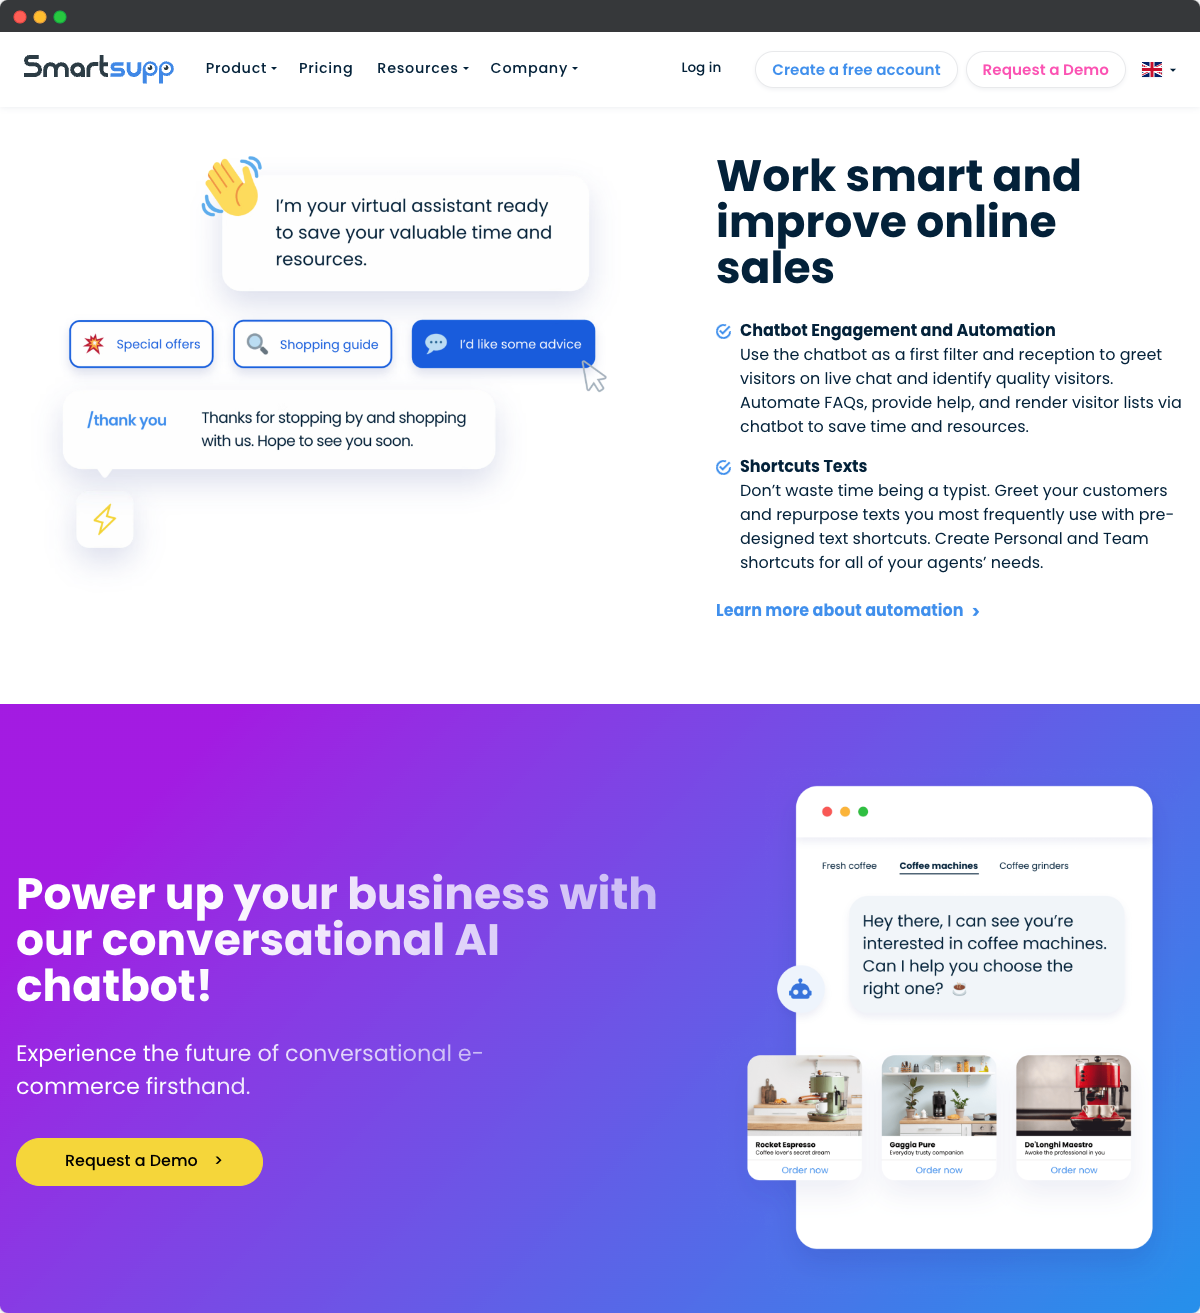 Smartsupp
Product
Pricing
Resources
Company
Log in
Create a free account
Request a Demo
I'm your virtual assistant ready
to save your valuable time and
resources.
Special offers
Shopping guide
I'd like some advice
/thank you
Thanks for stopping by and shopping
with us. Hope to see you soon.
Work smart and
improve online
sales
Chatbot Engagement and Automation
Use the chatbot as a first filter and reception to greet
visitors on live chat and identify quality visitors.
Automate FAQs, provide help, and render visitor lists via
chatbot to save time and resources.
Shortcuts Texts
Don't waste time being a typist. Greet your customers
and repurpose texts you most frequently use with pre-
designed text shortcuts. Create Personal and Team
shortcuts for all of your agents' needs.
Learn more about automation ›
Power up your business with
our conversational AI
chatbot!
Experience the future of conversational e-
commerce firsthand.
Request a Demo ›
Fresh coffee
Coffee machines
Coffee grinders
Hey there, I can see you're
interested in coffee machines.
Can I help you choose the
right one? ☕
Rocket Espresso
Coffee lover's secret dream
Order now
Gaggia Pure
Everyday trusty companion
Order now
De'Longhi Maestro
Awake the professional in you
Order now